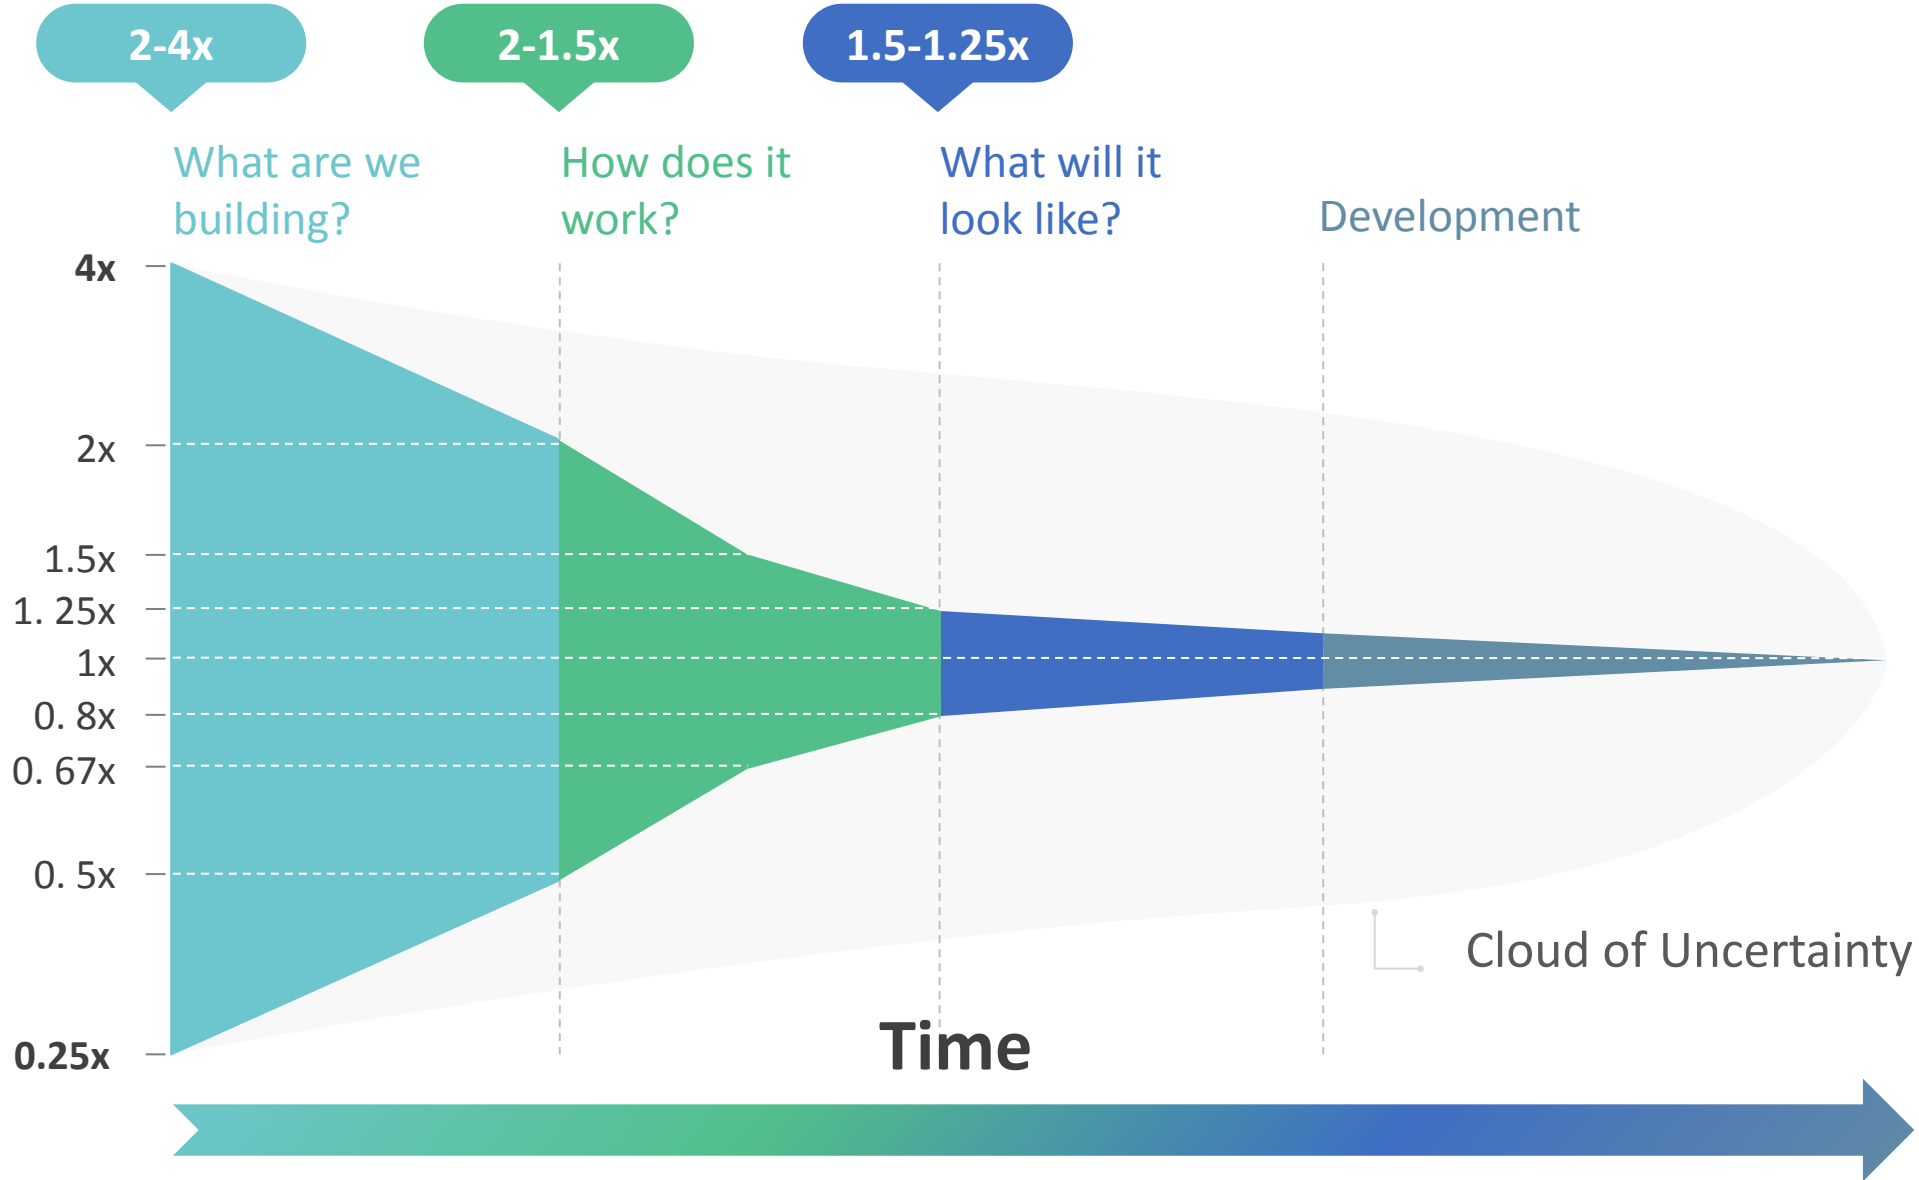 2-4x
2-1.5x
1.5-1.25x
What are we
building?
How does it
work?
What will it
look like?
Development
4x
2x
1.5x
1. 25x
1x
0. 8x
0. 67x
0. 5x
0.25x
Cloud of Uncertainty
Time